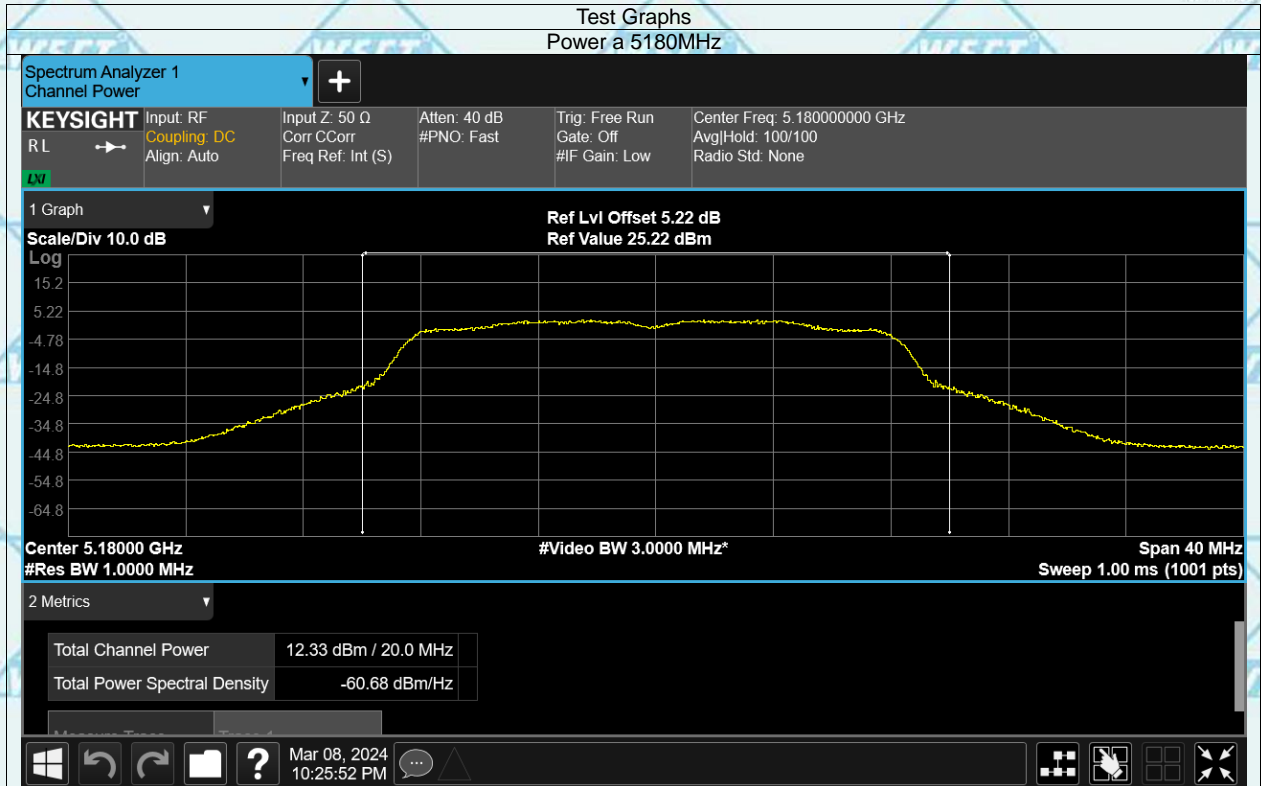 Test Graphs
Power a 5180MHz
Spectrum Analyzer 1
Channel Power
KEYSIGHT
R L
LXI
Input: RF
Coupling: DC
Align: Auto
Input Z: 50 Ω
Corr CCorr
Freq Ref: Int (S)
Atten: 40 dB
#PNO: Fast
Trig: Free Run
Gate: Off
#IF Gain: Low
Center Freq: 5.180000000 GHz
Avg|Hold: 100/100
Radio Std: None
1 Graph
Ref Lvl Offset 5.22 dB
Scale/Div 10.0 dB
Ref Value 25.22 dBm
Log
15.2
5.22
-4.78
-14.8
-24.8
-34.8
-44.8
-54.8
-64.8
Center 5.18000 GHz
#Video BW 3.0000 MHz*
Span 40 MHz
#Res BW 1.0000 MHz
Sweep 1.00 ms (1001 pts)
2 Metrics
Total Channel Power 12.33 dBm / 20.0 MHz
Total Power Spectral Density -60.68 dBm/Hz
Mar 08, 2024
10:25:52 PM